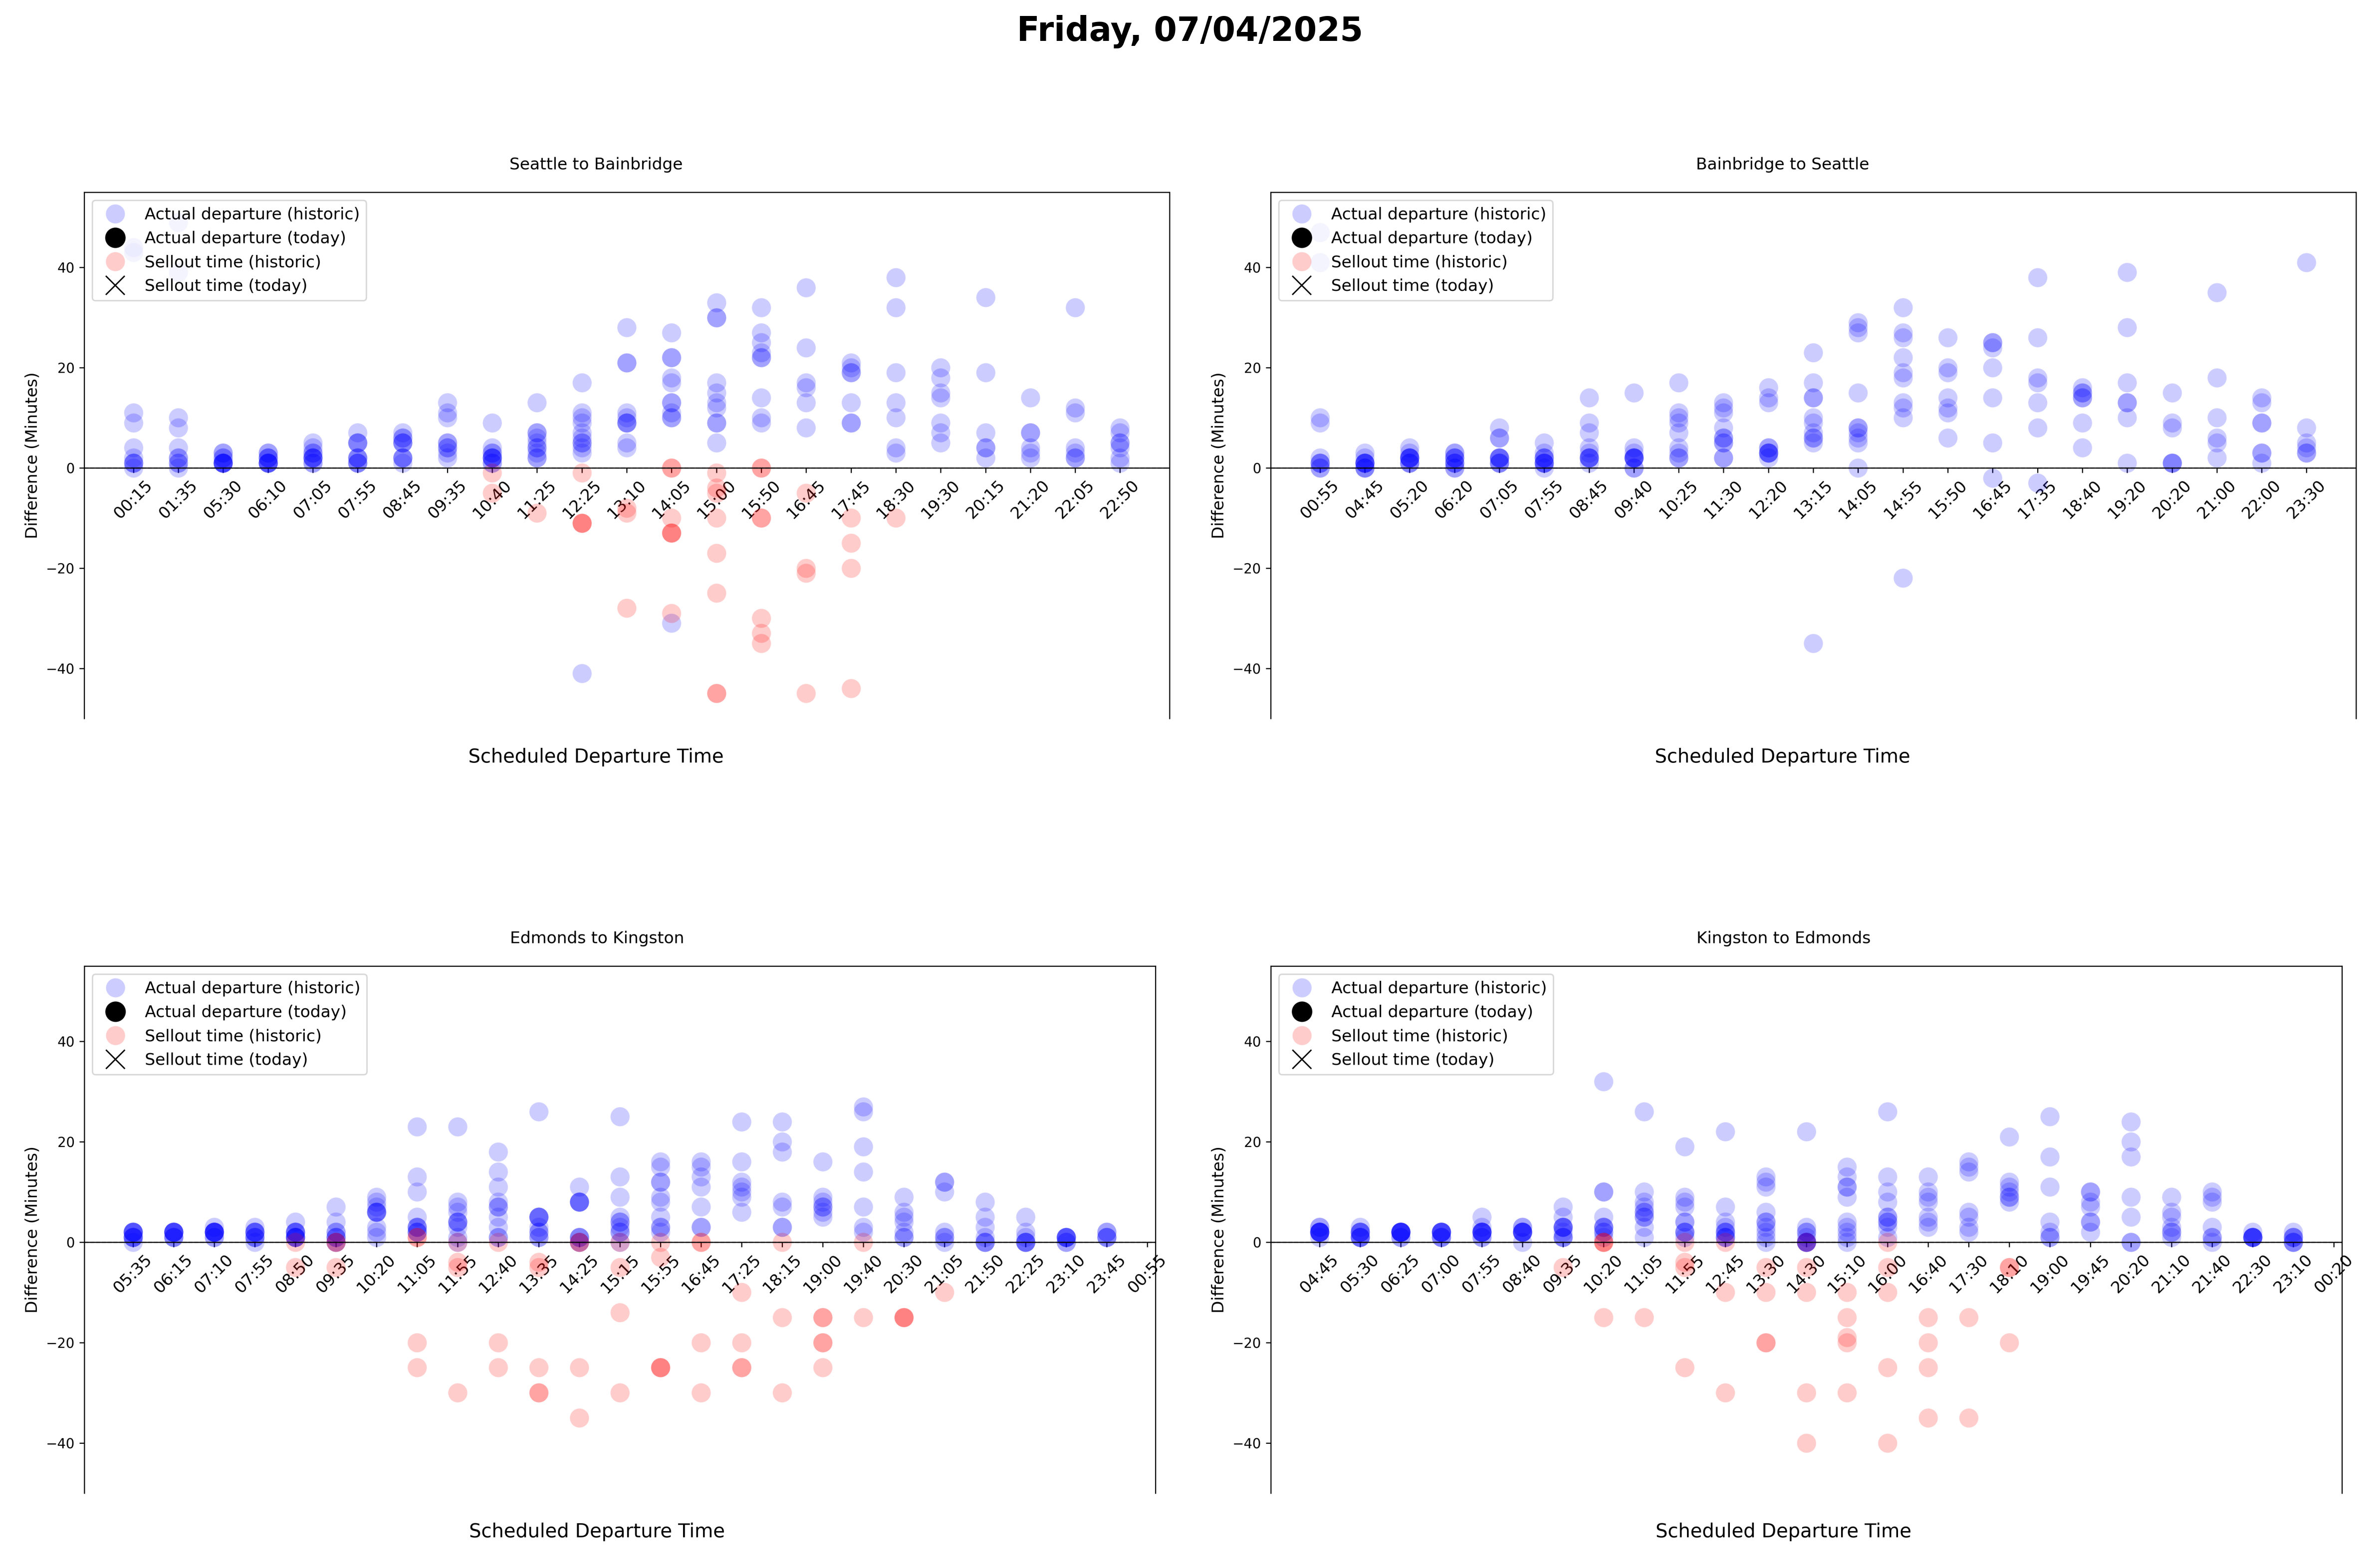 Friday, 07/04/2025
Seattle to Bainbridge
Actual departure (historic)
Actual departure (today)
Sellout time (historic)
Sellout time (today)
Difference (Minutes)
40
20
0
−20
−40
00:15 01:35 05:30 06:10 07:05 07:55 08:45 09:35 10:40 11:25 12:25 13:10 14:05 15:00 15:50 16:45 17:45 18:30 19:30 20:15 21:20 22:05 22:50
Scheduled Departure Time
Bainbridge to Seattle
Actual departure (historic)
Actual departure (today)
Sellout time (historic)
Sellout time (today)
Difference (Minutes)
40
20
0
−20
−40
00:55 04:45 05:20 06:20 07:05 07:55 08:45 09:40 10:25 11:30 12:20 13:15 14:05 14:55 15:50 16:45 17:35 18:40 19:20 20:20 21:00 22:00 23:30
Scheduled Departure Time
Edmonds to Kingston
Actual departure (historic)
Actual departure (today)
Sellout time (historic)
Sellout time (today)
Difference (Minutes)
40
20
0
−20
−40
05:35 06:15 07:10 07:55 08:50 09:35 10:20 11:05 11:55 12:40 13:35 14:25 15:15 15:55 16:45 17:25 18:15 19:00 19:40 20:30 21:05 21:50 22:25 23:10 23:45 00:55
Scheduled Departure Time
Kingston to Edmonds
Actual departure (historic)
Actual departure (today)
Sellout time (historic)
Sellout time (today)
Difference (Minutes)
40
20
0
−20
−40
04:45 05:30 06:25 07:00 07:55 08:40 09:35 10:20 11:05 11:55 12:45 13:30 14:30 15:10 16:00 16:40 17:30 18:10 19:00 19:45 20:20 21:10 21:40 22:30 23:10 00:20
Scheduled Departure Time